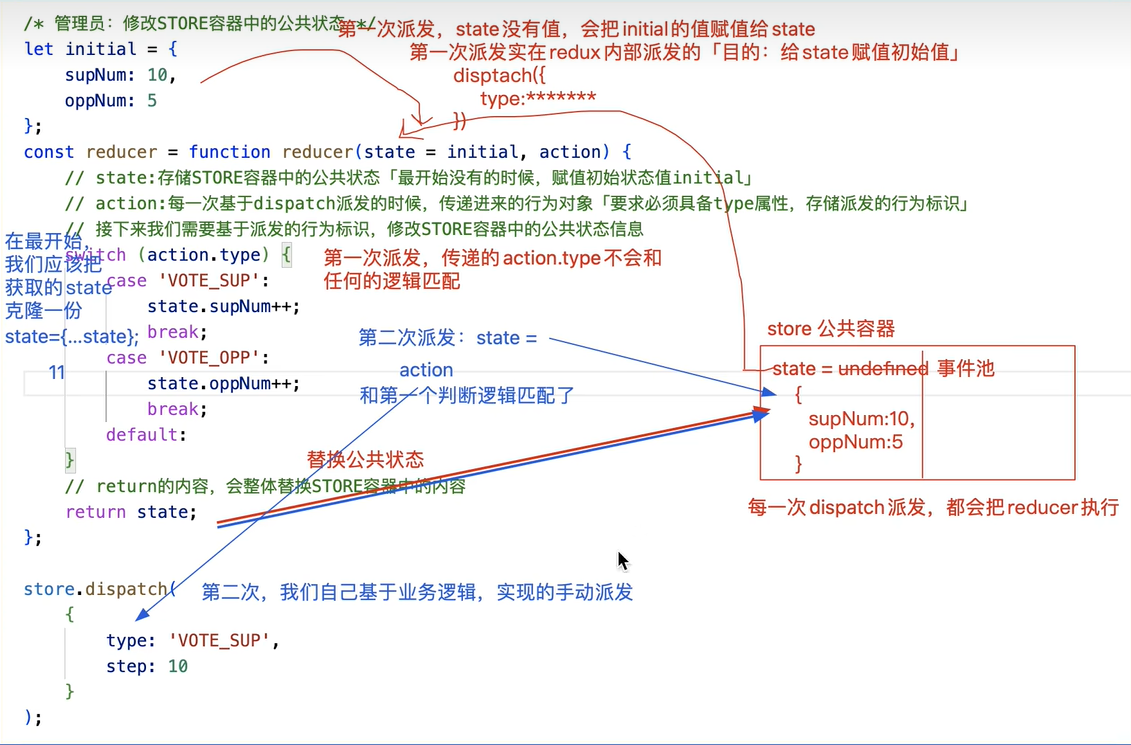 /* 管理员：修改STORE容器中的公共状态 */
第一次派发，state没有值，会把initial的值赋值给state
let initial = {
第一次派发实在redux内部派发的「目的：给state赋值初始值」
supNum: 10,
disptach({
oppNum: 5
type:*******
};
})
const reducer = function reducer(state = initial, action) {
// state:存储STORE容器中的公共状态「最开始没有的时候，赋值初始状态值initial」
// action:每一次基于dispatch派发的时候，传递进来的行为对象「要求必须具备type属性，存储派发的行为标识」
// 接下来我们需要基于派发的行为标识，修改STORE容器中的公共状态信息
在最开始，
我们应该把
获取的state
克隆一份
state={...state};
11
switch (action.type) {
第一次派发，传递的action.type不会和
任何的逻辑匹配
case 'VOTE_SUP':
state.supNum++;
break;
第二次派发：state =
action
和第一个判断逻辑匹配了
case 'VOTE_OPP':
state.oppNum++;
break;
default:
}
替换公共状态
// return的内容，会整体替换STORE容器中的内容
return state;
};
store 公共容器
state = undefined 事件池
{
supNum:10,
oppNum:5
}
每一次dispatch派发，都会把reducer执行
store.dispatch(
第二次，我们自己基于业务逻辑，实现的手动派发
{
type: 'VOTE_SUP',
step: 10
}
);